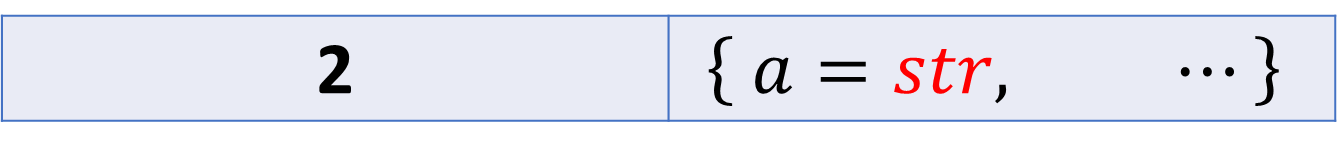 2 { a = str, ⋯ }